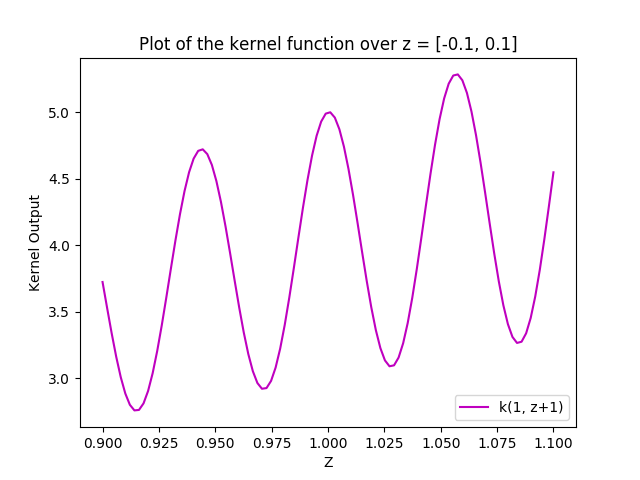 Plot of the kernel function over z = [-0.1, 0.1]
Kernel Output
5.0
4.5
4.0
3.5
3.0
k(1, z+1)
0.900 0.925 0.950 0.975 1.000 1.025 1.050 1.075 1.100
Z